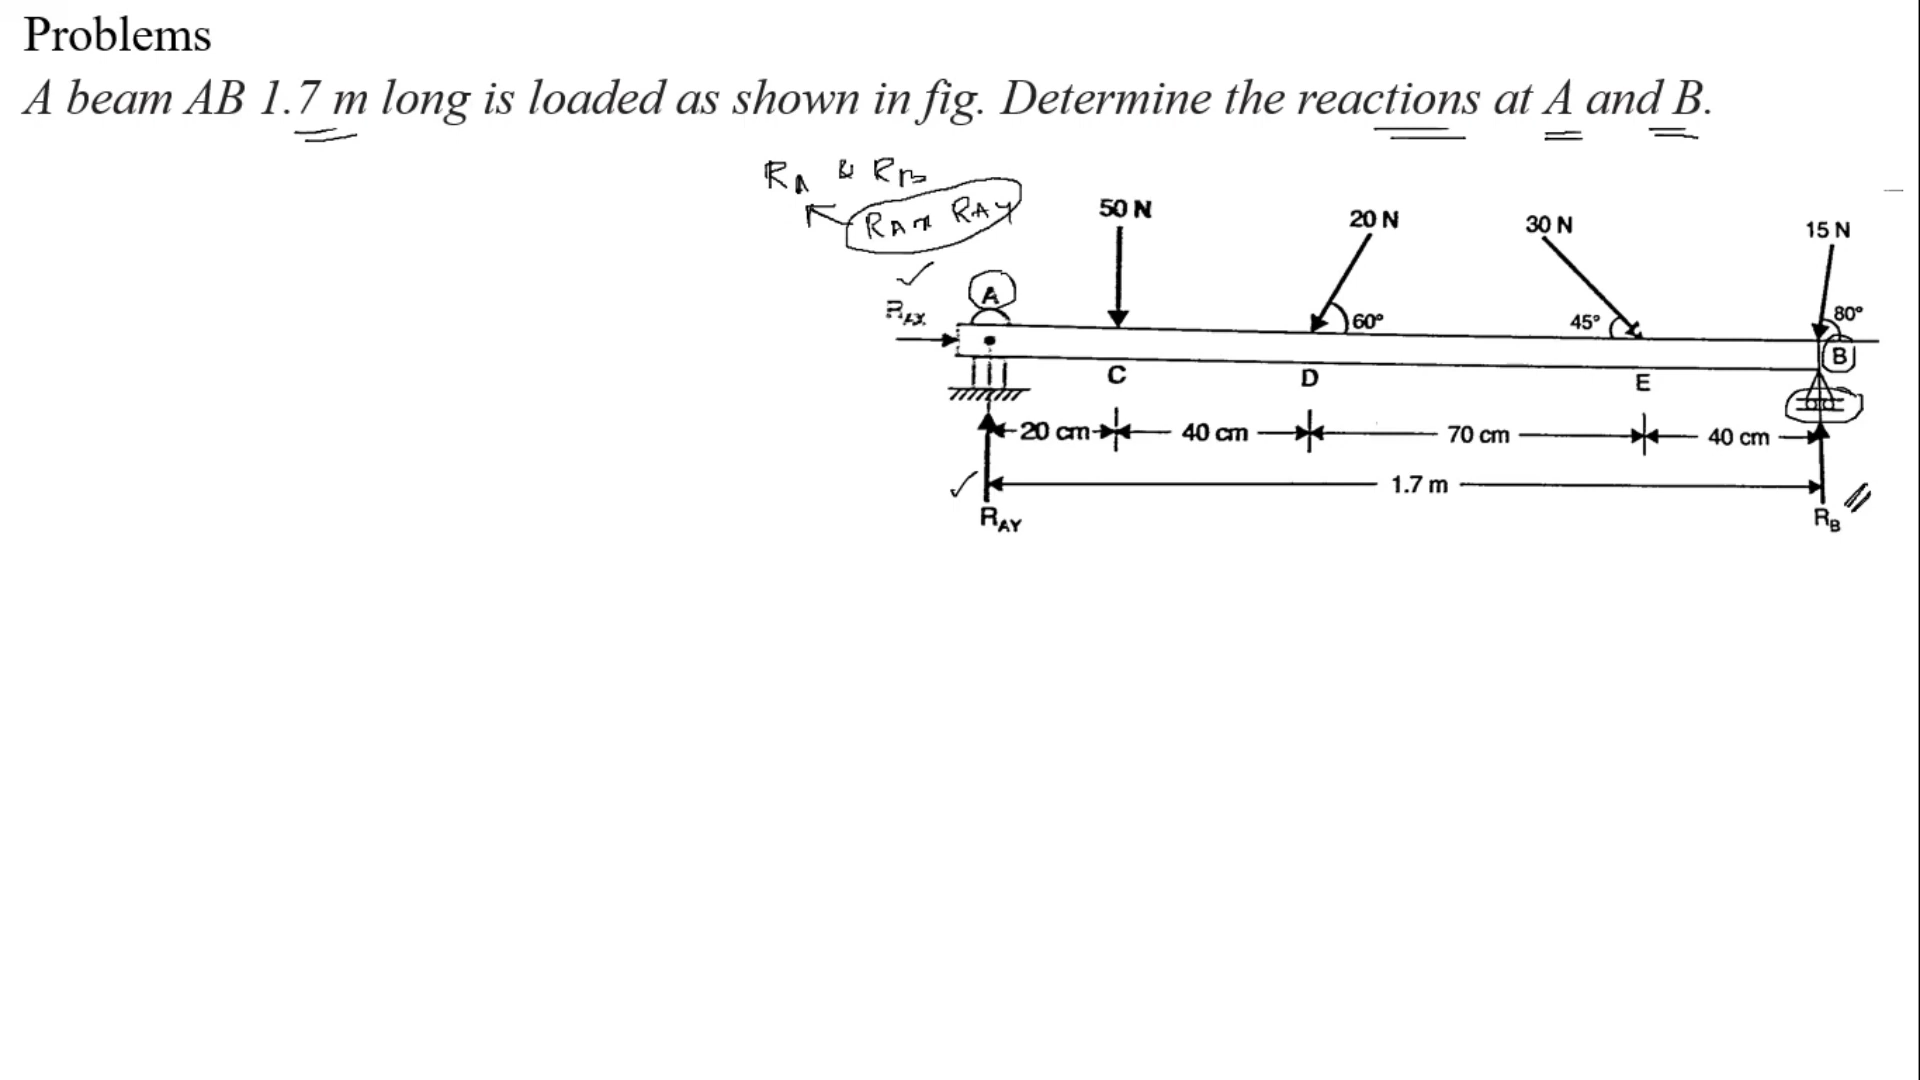 Problems
A beam AB 1.7 m long is loaded as shown in fig. Determine the reactions at A and B.
RA & RB
RAX RAY
50 N
20 N
30 N
15 N
RAX
A
60°
45°
80°
B
C
D
E
20 cm
40 cm
70 cm
40 cm
1.7 m
RAY
RB